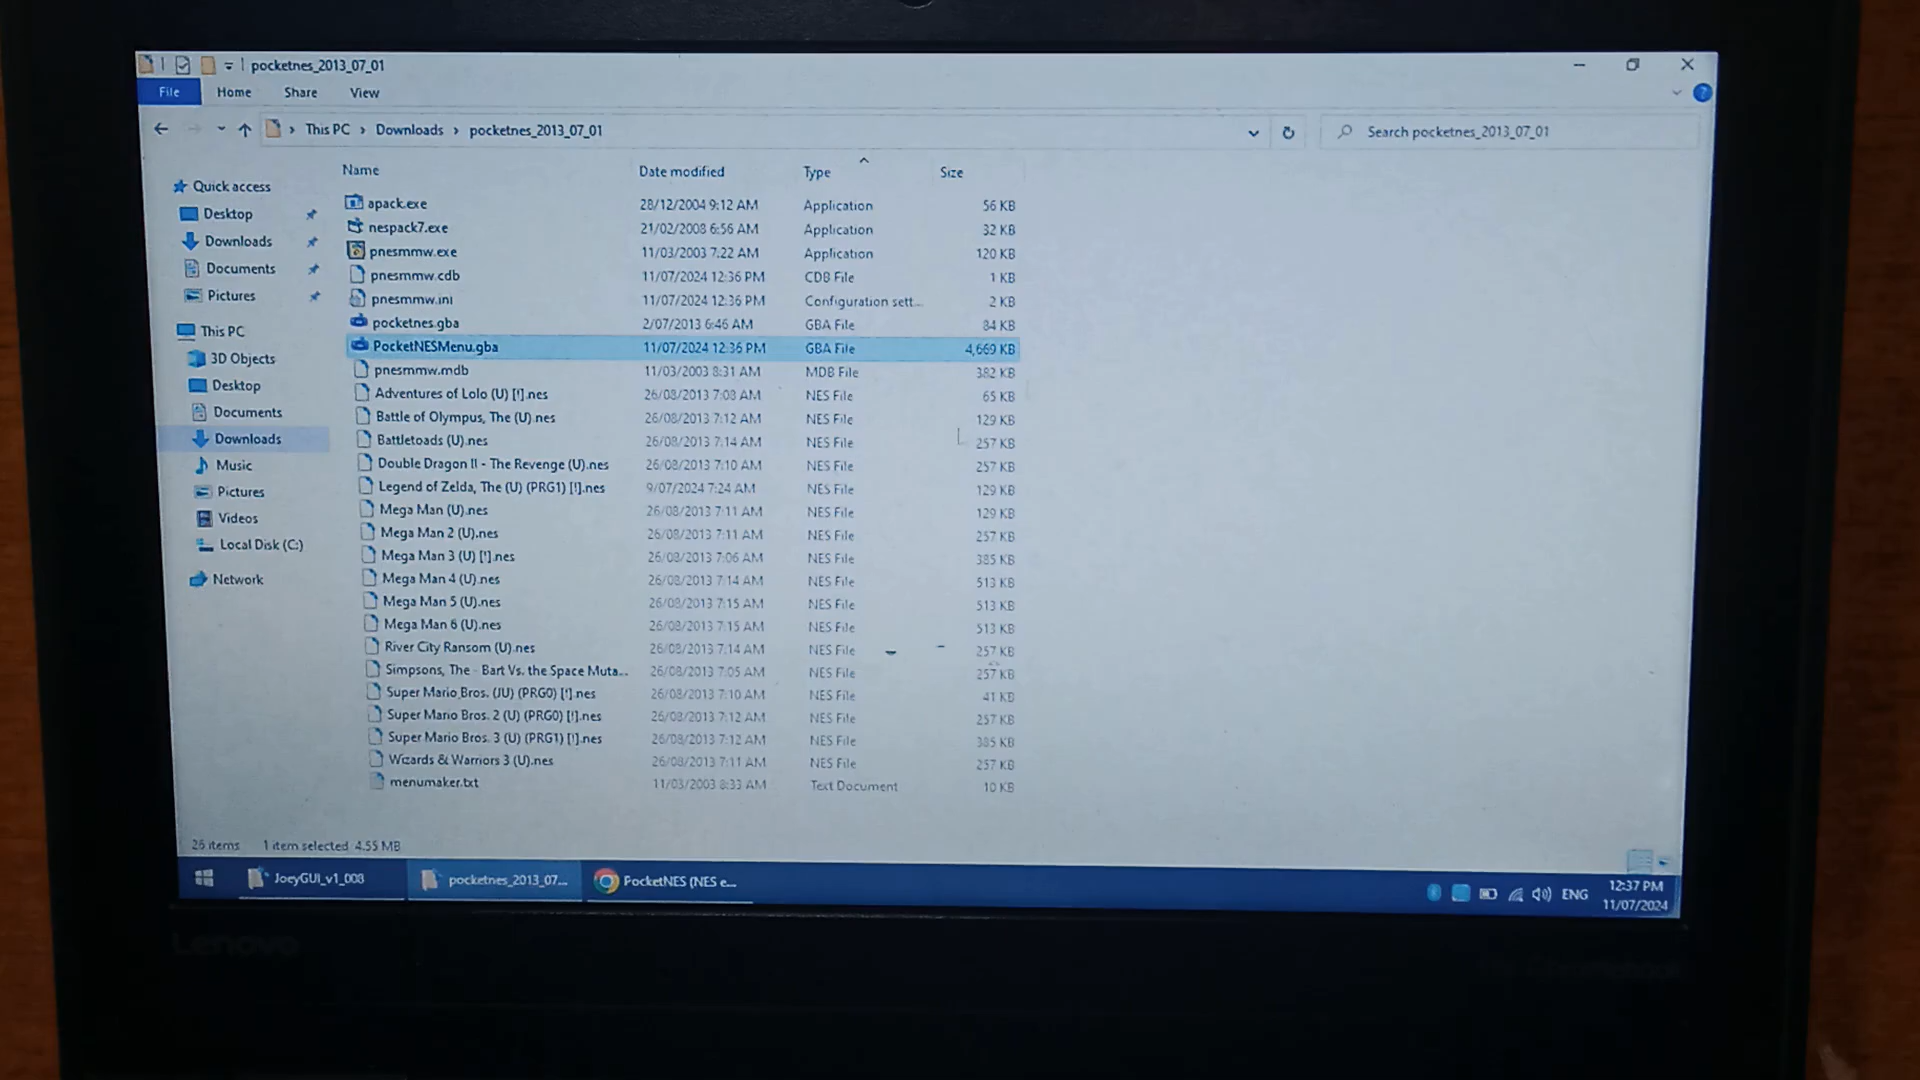 pocketnes_2013_07_01
File Home Share View
This PC › Downloads › pocketnes_2013_07_01
Search pocketnes_2013_07_01
Name Date modified Type Size
Quick access
Desktop
Downloads
Documents
Pictures
This PC
3D Objects
Desktop
Documents
Downloads
Music
Pictures
Videos
Local Disk (C:)
Network
apack.exe 28/12/2004 9:12 AM Application 56 KB
nespack7.exe 21/02/2008 6:56 AM Application 32 KB
pnesmmw.exe 11/03/2003 7:22 AM Application 120 KB
pnesmmw.cdb 11/07/2024 12:36 PM CDB File 1 KB
pnesmmw.ini 11/07/2024 12:36 PM Configuration sett... 2 KB
pocketnes.gba 2/07/2013 6:46 AM GBA File 84 KB
PocketNESMenu.gba 11/07/2024 12:36 PM GBA File 4,669 KB
pnesmmw.mdb 11/03/2003 8:31 AM MDB File 382 KB
Adventures of Lolo (U) [!].nes 26/08/2013 7:08 AM NES File 65 KB
Battle of Olympus, The (U).nes 26/08/2013 7:12 AM NES File 129 KB
Battletoads (U).nes 26/08/2013 7:14 AM NES File 257 KB
Double Dragon II - The Revenge (U).nes 26/08/2013 7:10 AM NES File 257 KB
Legend of Zelda, The (U) (PRG1) [!].nes 9/07/2024 7:24 AM NES File 129 KB
Mega Man (U).nes 26/08/2013 7:11 AM NES File 129 KB
Mega Man 2 (U).nes 26/08/2013 7:11 AM NES File 257 KB
Mega Man 3 (U) [!].nes 26/08/2013 7:06 AM NES File 385 KB
Mega Man 4 (U).nes 26/08/2013 7:14 AM NES File 513 KB
Mega Man 5 (U).nes 26/08/2013 7:15 AM NES File 513 KB
Mega Man 6 (U).nes 26/08/2013 7:15 AM NES File 513 KB
River City Ransom (U).nes 26/08/2013 7:14 AM NES File 257 KB
Simpsons, The - Bart Vs. the Space Muta... 26/08/2013 7:05 AM NES File 257 KB
Super Mario Bros. (JU) (PRG0) [!].nes 26/08/2013 7:10 AM NES File 41 KB
Super Mario Bros. 2 (U) (PRG0) [!].nes 26/08/2013 7:12 AM NES File 257 KB
Super Mario Bros. 3 (U) (PRG1) [!].nes 26/08/2013 7:12 AM NES File 385 KB
Wizards & Warriors 3 (U).nes 26/08/2013 7:11 AM NES File 257 KB
menumaker.txt 11/03/2003 8:33 AM Text Document 10 KB
26 items 1 item selected 4.55 MB
JoeyGUI_v1_008 pocketnes_2013_07... PocketNES (NES e... ENG 12:37 PM
11/07/2024
Lenovo